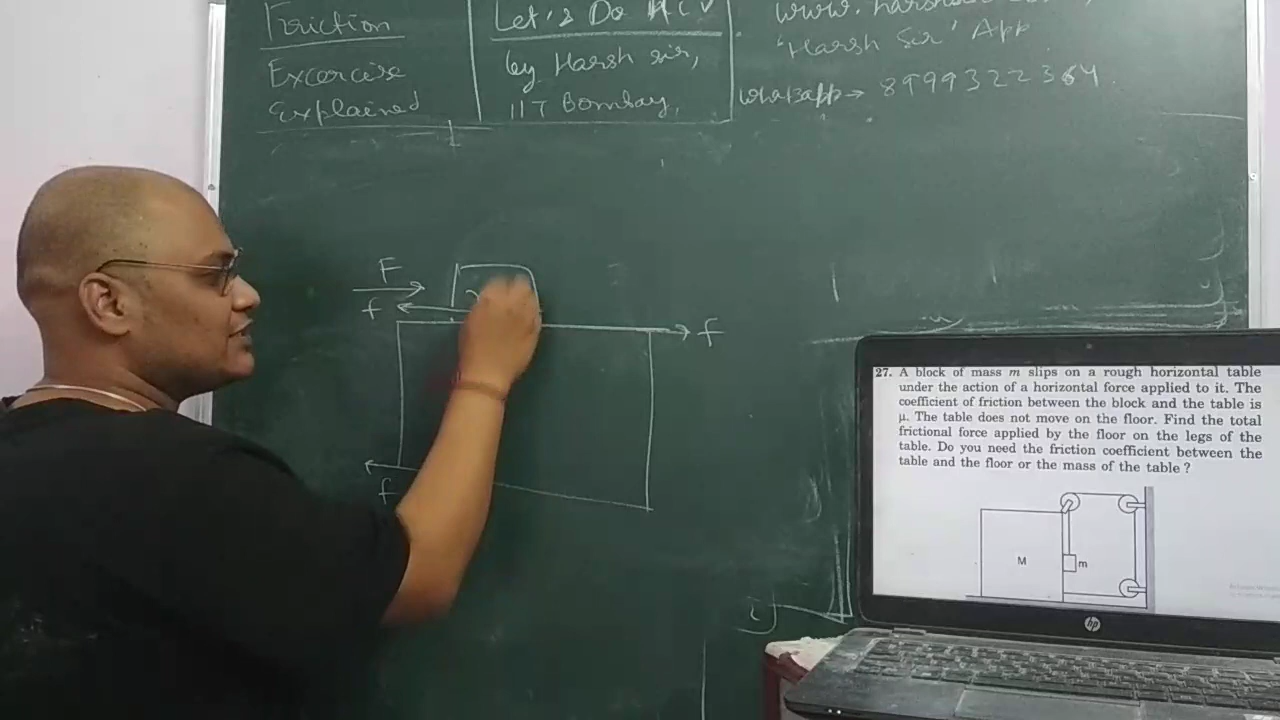 Friction
Excercise
Explained
Let's Do HCV
by Harsh sir,
IIT Bombay,
'Harsh Sir' App
whatsapp→ 8999322364
F
f
f
f
27. A block of mass m slips on a rough horizontal table
under the action of a horizontal force applied to it. The
coefficient of friction between the block and the table is
μ. The table does not move on the floor. Find the total
frictional force applied by the floor on the legs of the
table. Do you need the friction coefficient between the
table and the floor or the mass of the table ?
M
m
hp